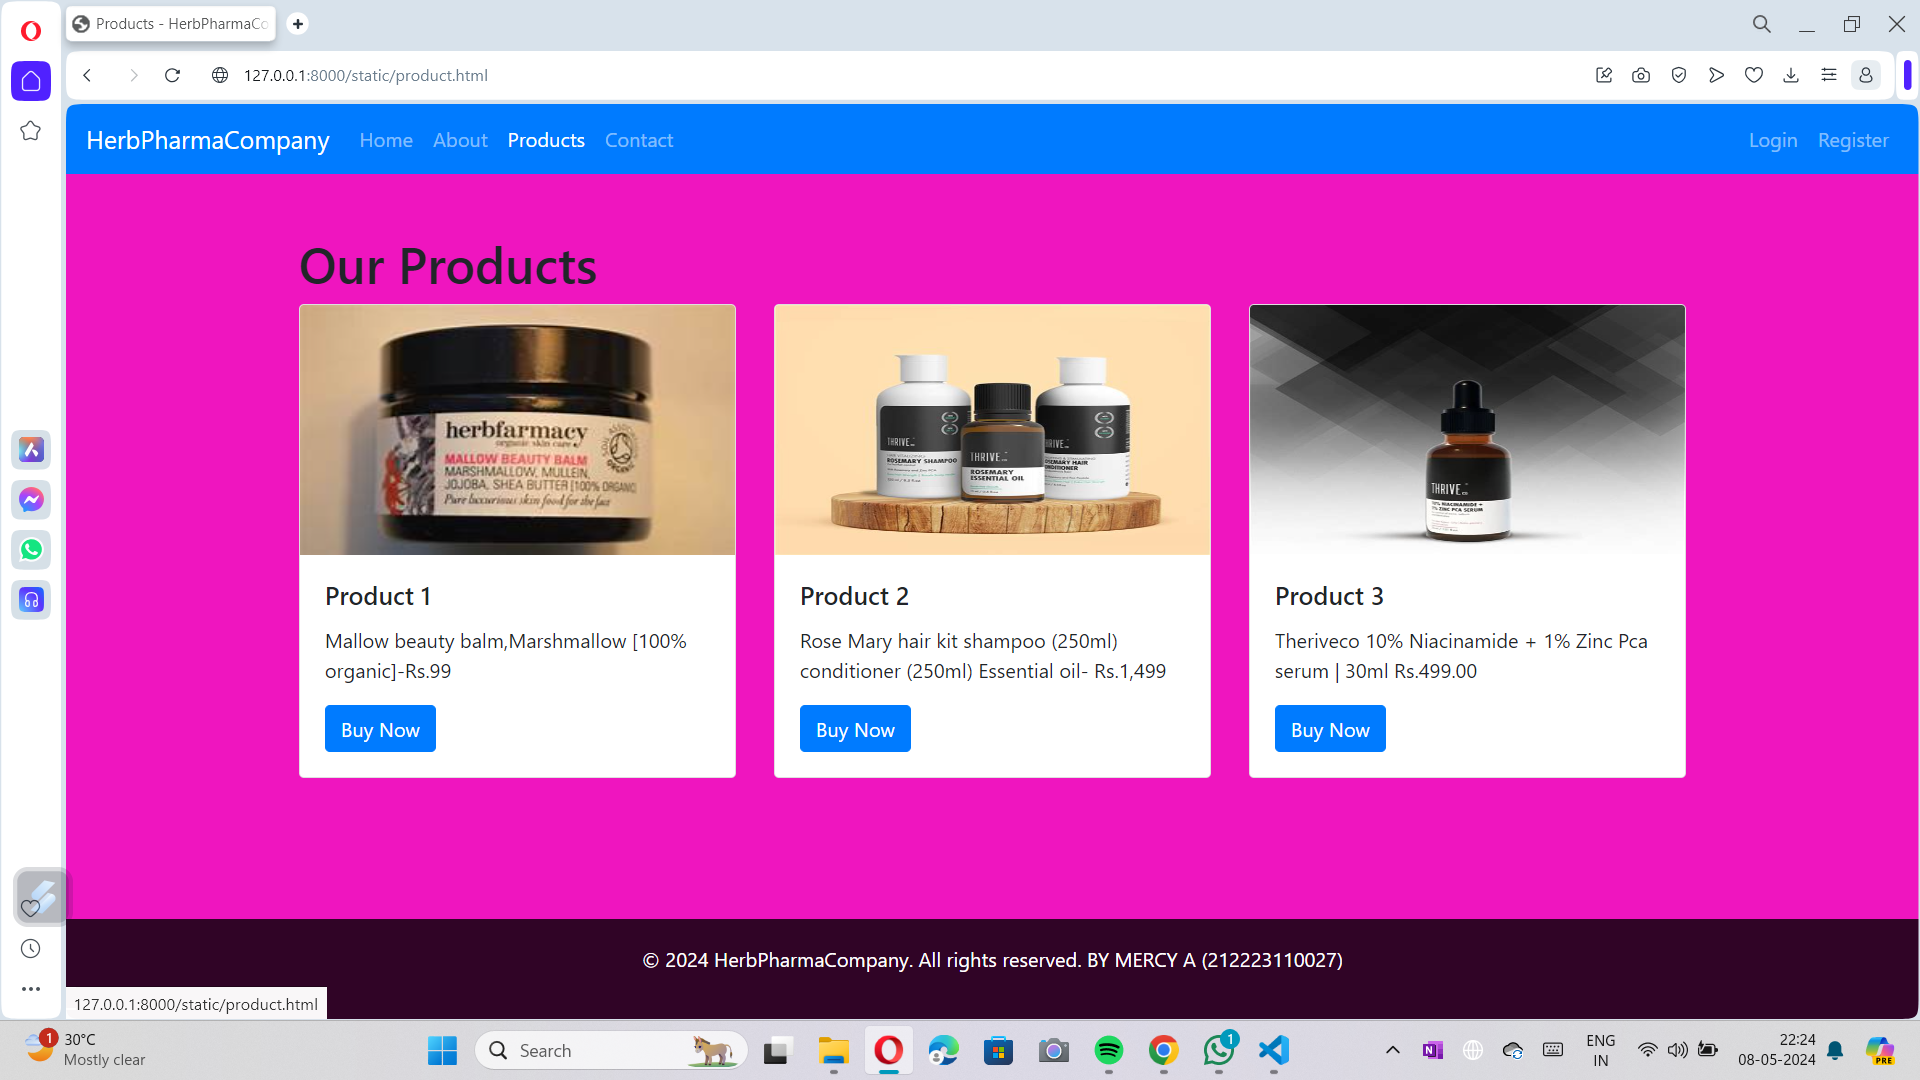 Products - HerbPharmaCo
127.0.0.1:8000/static/product.html
HerbPharmaCompany
Home
About
Products
Contact
Login
Register
Our Products
herbfarmacy
organic skin care
MALLOW BEAUTY BALM
MARSHMALLOW, MULLEIN,
JOJOBA, SHEA BUTTER [100% ORGANIC]
Pure luxurious skin food for the face
ORGANIC
THRIVE
ROSEMARY SHAMPOO
THRIVE
ROSEMARY
ESSENTIAL OIL
THRIVE
ROSEMARY HAIR
CONDITIONER
THRIVE
10% NIACINAMIDE +
1% ZINC PCA SERUM
Product 1
Mallow beauty balm,Marshmallow [100%
organic]-Rs.99
Buy Now
Product 2
Rose Mary hair kit shampoo (250ml)
conditioner (250ml) Essential oil- Rs.1,499
Buy Now
Product 3
Theriveco 10% Niacinamide + 1% Zinc Pca
serum | 30ml Rs.499.00
Buy Now
© 2024 HerbPharmaCompany. All rights reserved. BY MERCY A (212223110027)
127.0.0.1:8000/static/product.html
1
30°C
Mostly clear
Search
1
ENG
IN
22:24
08-05-2024
PRE